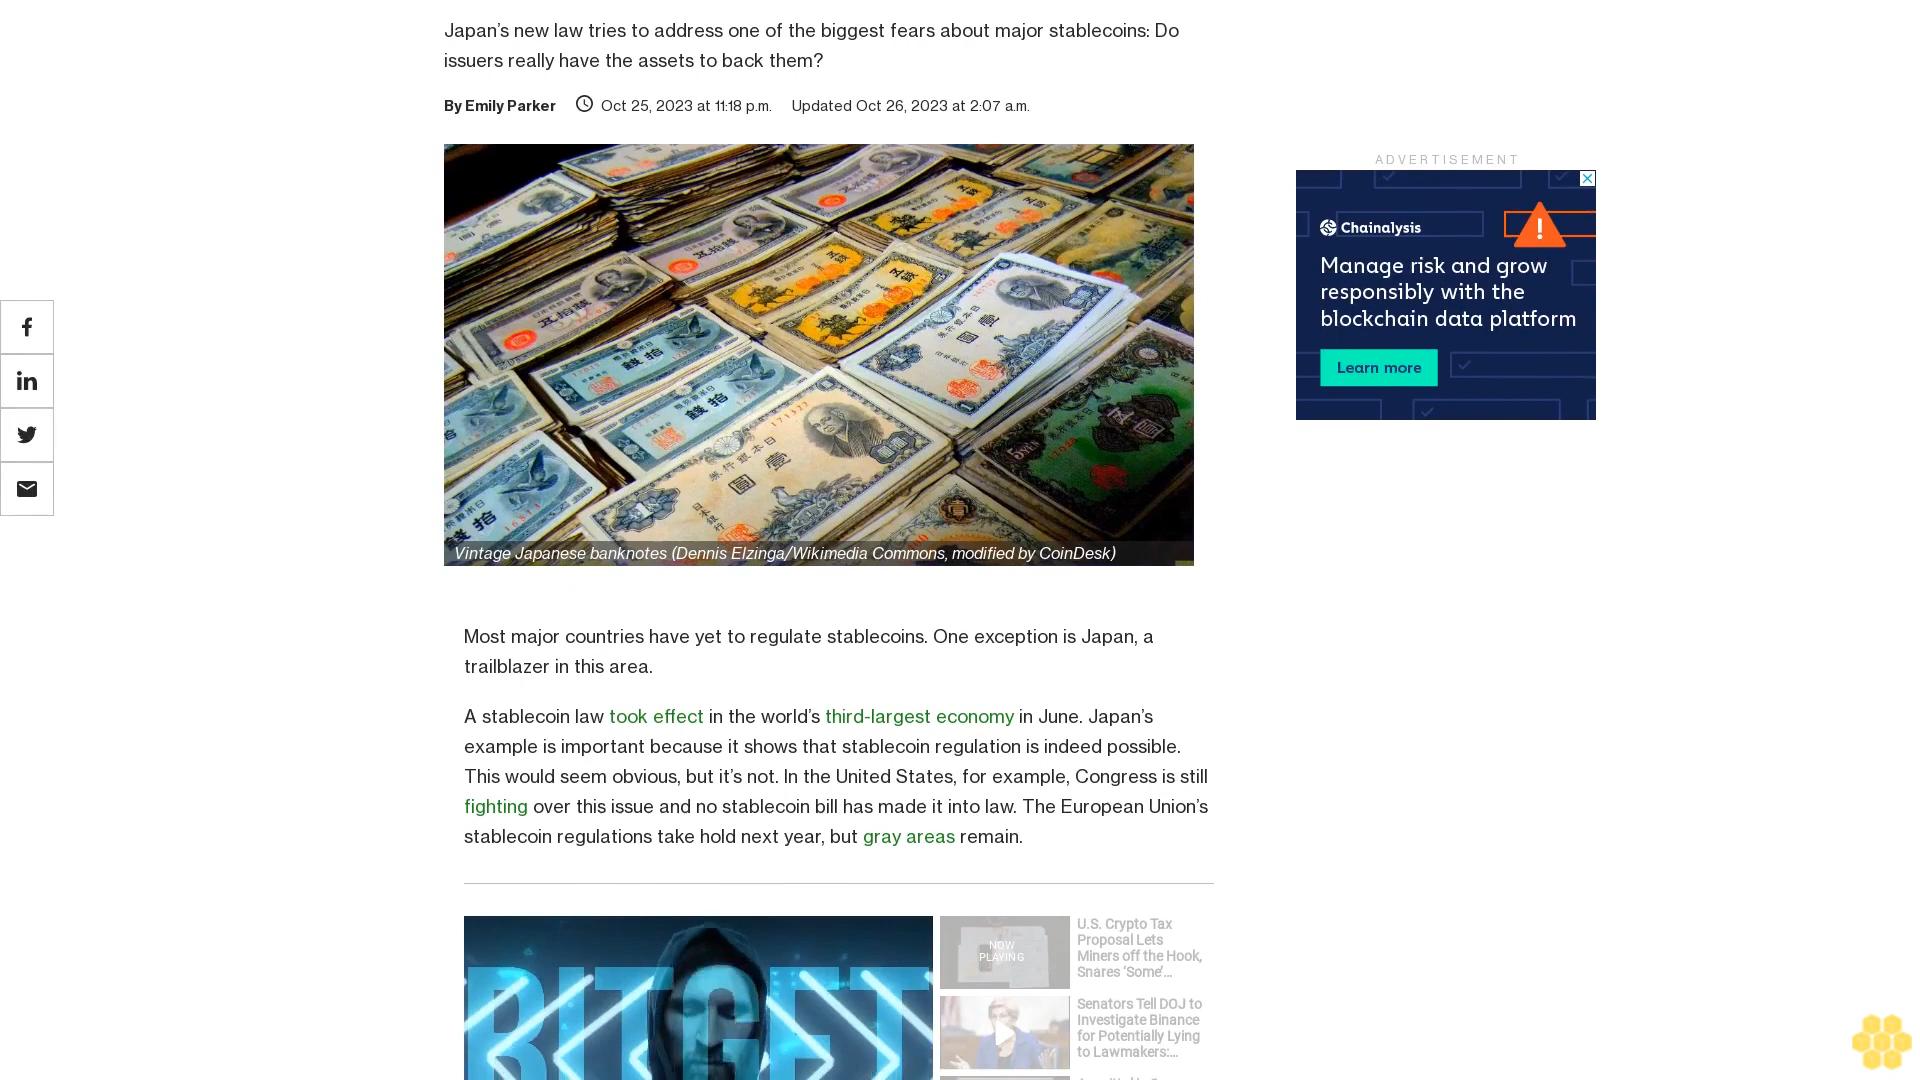 Japan’s new law tries to address one of the biggest fears about major stablecoins: Do
issuers really have the assets to back them?
By Emily Parker
Oct 25, 2023 at 11:18 p.m.
Updated Oct 26, 2023 at 2:07 a.m.
Vintage Japanese banknotes (Dennis Elzinga/Wikimedia Commons, modified by CoinDesk)
ADVERTISEMENT
Chainalysis
Manage risk and grow
responsibly with the
blockchain data platform
Learn more
Most major countries have yet to regulate stablecoins. One exception is Japan, a
trailblazer in this area.
A stablecoin law took effect in the world’s third-largest economy in June. Japan’s
example is important because it shows that stablecoin regulation is indeed possible.
This would seem obvious, but it’s not. In the United States, for example, Congress is still
fighting over this issue and no stablecoin bill has made it into law. The European Union’s
stablecoin regulations take hold next year, but gray areas remain.
BITGET
NOW
PLAYING
U.S. Crypto Tax
Proposal Lets
Miners off the Hook,
Snares ‘Some’...
Senators Tell DOJ to
Investigate Binance
for Potentially Lying
to Lawmakers:...